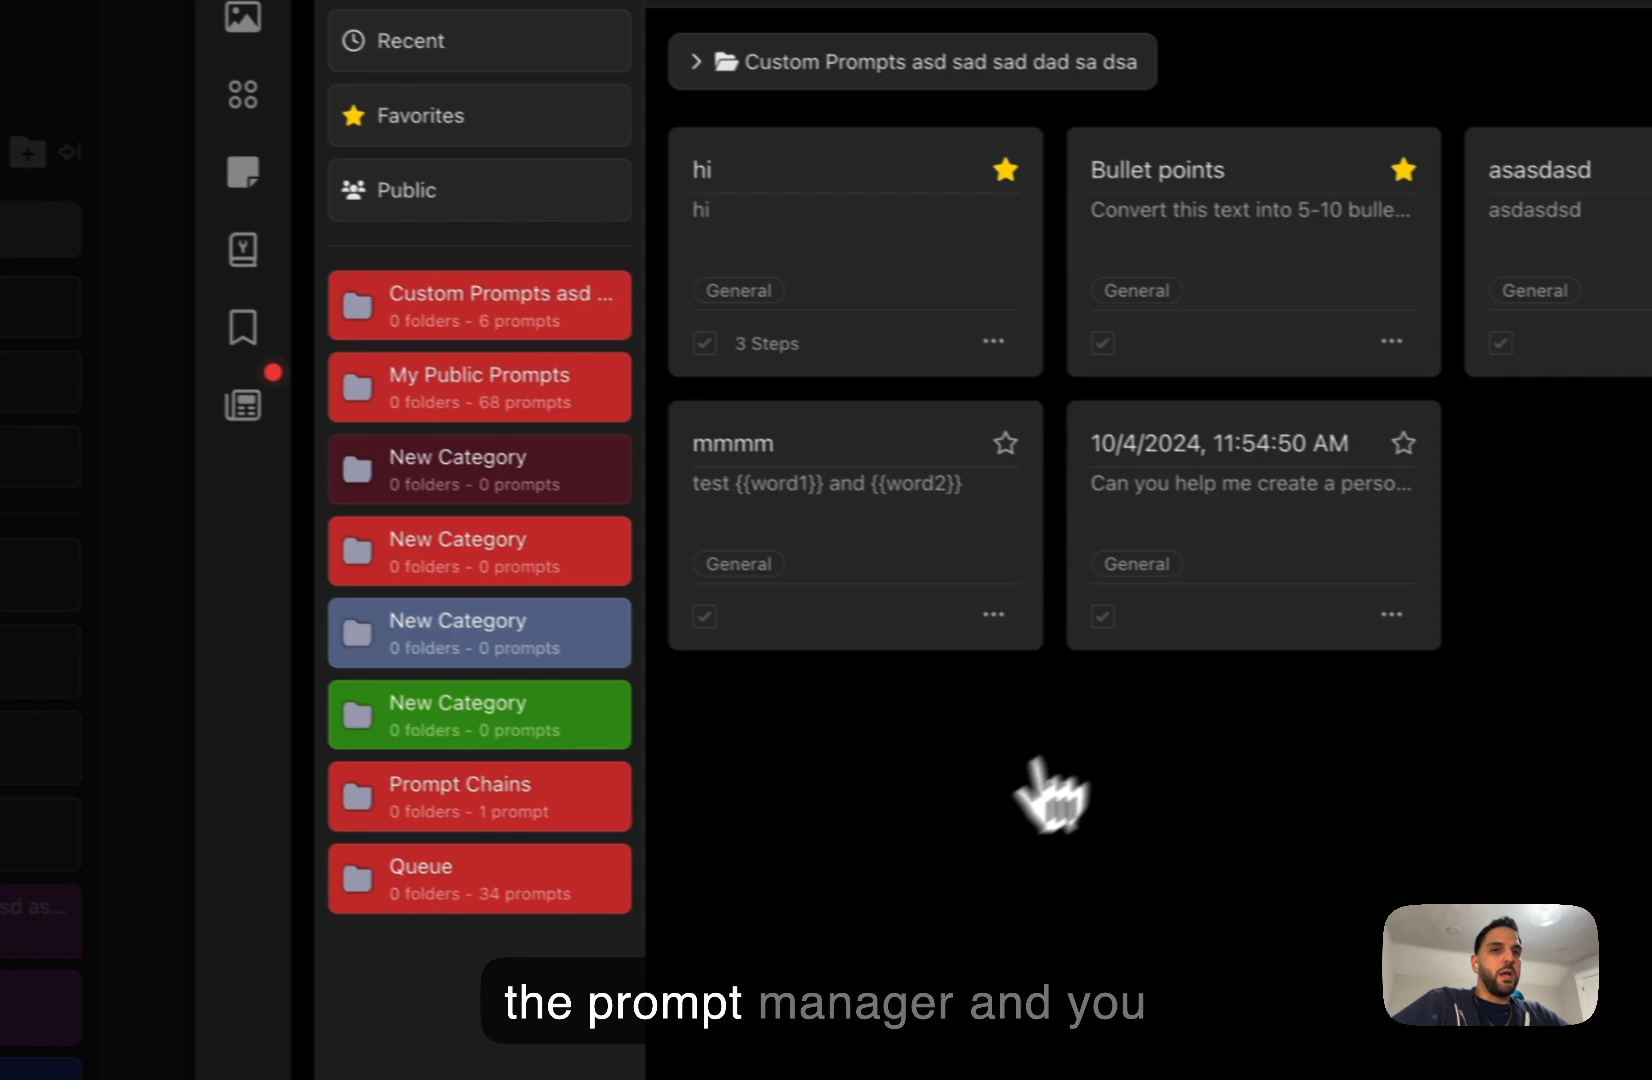 Recent
Favorites
Public
Custom Prompts asd ...
0 folders - 6 prompts
My Public Prompts
0 folders - 68 prompts
New Category
0 folders - 0 prompts
New Category
0 folders - 0 prompts
New Category
0 folders - 0 prompts
New Category
0 folders - 0 prompts
Prompt Chains
0 folders - 1 prompt
Queue
0 folders - 34 prompts
sd as...
Custom Prompts asd sad sad dad sa dsa
hi
hi
General
3 Steps
Bullet points
Convert this text into 5-10 bulle...
General
asasdasd
asdasdsd
General
mmmm
test {{word1}} and {{word2}}
General
10/4/2024, 11:54:50 AM
Can you help me create a perso...
General
the prompt manager and you